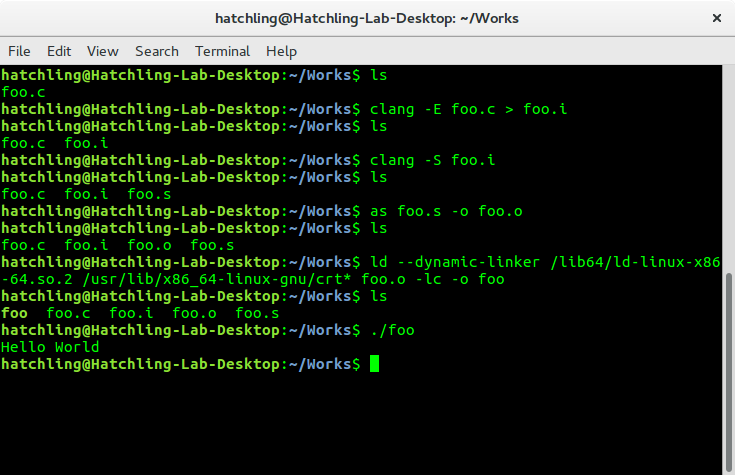 hatchling@Hatchling-Lab-Desktop: ~/Works
File Edit View Search Terminal Help
hatchling@Hatchling-Lab-Desktop:~/Works$ ls
foo.c
hatchling@Hatchling-Lab-Desktop:~/Works$ clang -E foo.c > foo.i
hatchling@Hatchling-Lab-Desktop:~/Works$ ls
foo.c  foo.i
hatchling@Hatchling-Lab-Desktop:~/Works$ clang -S foo.i
hatchling@Hatchling-Lab-Desktop:~/Works$ ls
foo.c  foo.i  foo.s
hatchling@Hatchling-Lab-Desktop:~/Works$ as foo.s -o foo.o
hatchling@Hatchling-Lab-Desktop:~/Works$ ls
foo.c  foo.i  foo.o  foo.s
hatchling@Hatchling-Lab-Desktop:~/Works$ ld --dynamic-linker /lib64/ld-linux-x86
-64.so.2 /usr/lib/x86_64-linux-gnu/crt* foo.o -lc -o foo
hatchling@Hatchling-Lab-Desktop:~/Works$ ls
foo  foo.c  foo.i  foo.o  foo.s
hatchling@Hatchling-Lab-Desktop:~/Works$ ./foo
Hello World
hatchling@Hatchling-Lab-Desktop:~/Works$